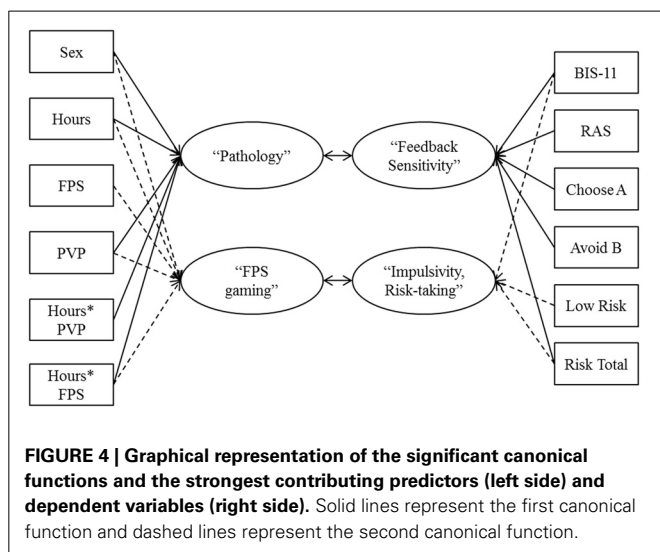 Sex
Hours
FPS
PVP
Hours*
PVP
Hours*
FPS
“Pathology”
“Feedback
Sensitivity”
“FPS
gaming”
“Impulsivity,
Risk-taking”
BIS-11
RAS
Choose A
Avoid B
Low Risk
Risk Total
FIGURE 4 | Graphical representation of the significant canonical
functions and the strongest contributing predictors (left side) and
dependent variables (right side). Solid lines represent the first canonical
function and dashed lines represent the second canonical function.